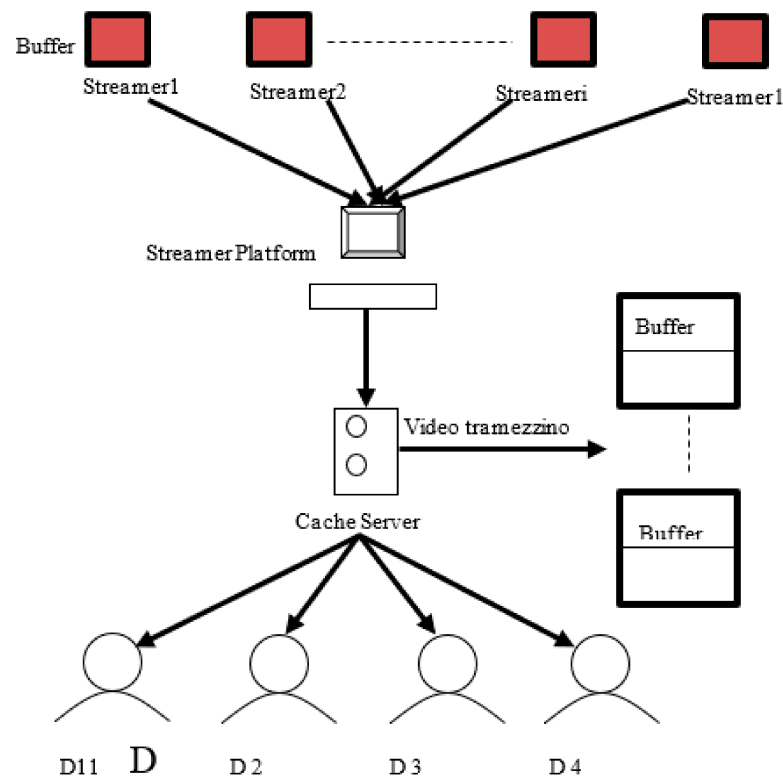 Buffer
Streamer1
Streamer2
Streameri
Streamer1
Streamer Platform
Buffer
Video tramezzino
Cache Server
Buffer
D11
D
D 2
D 3
D 4